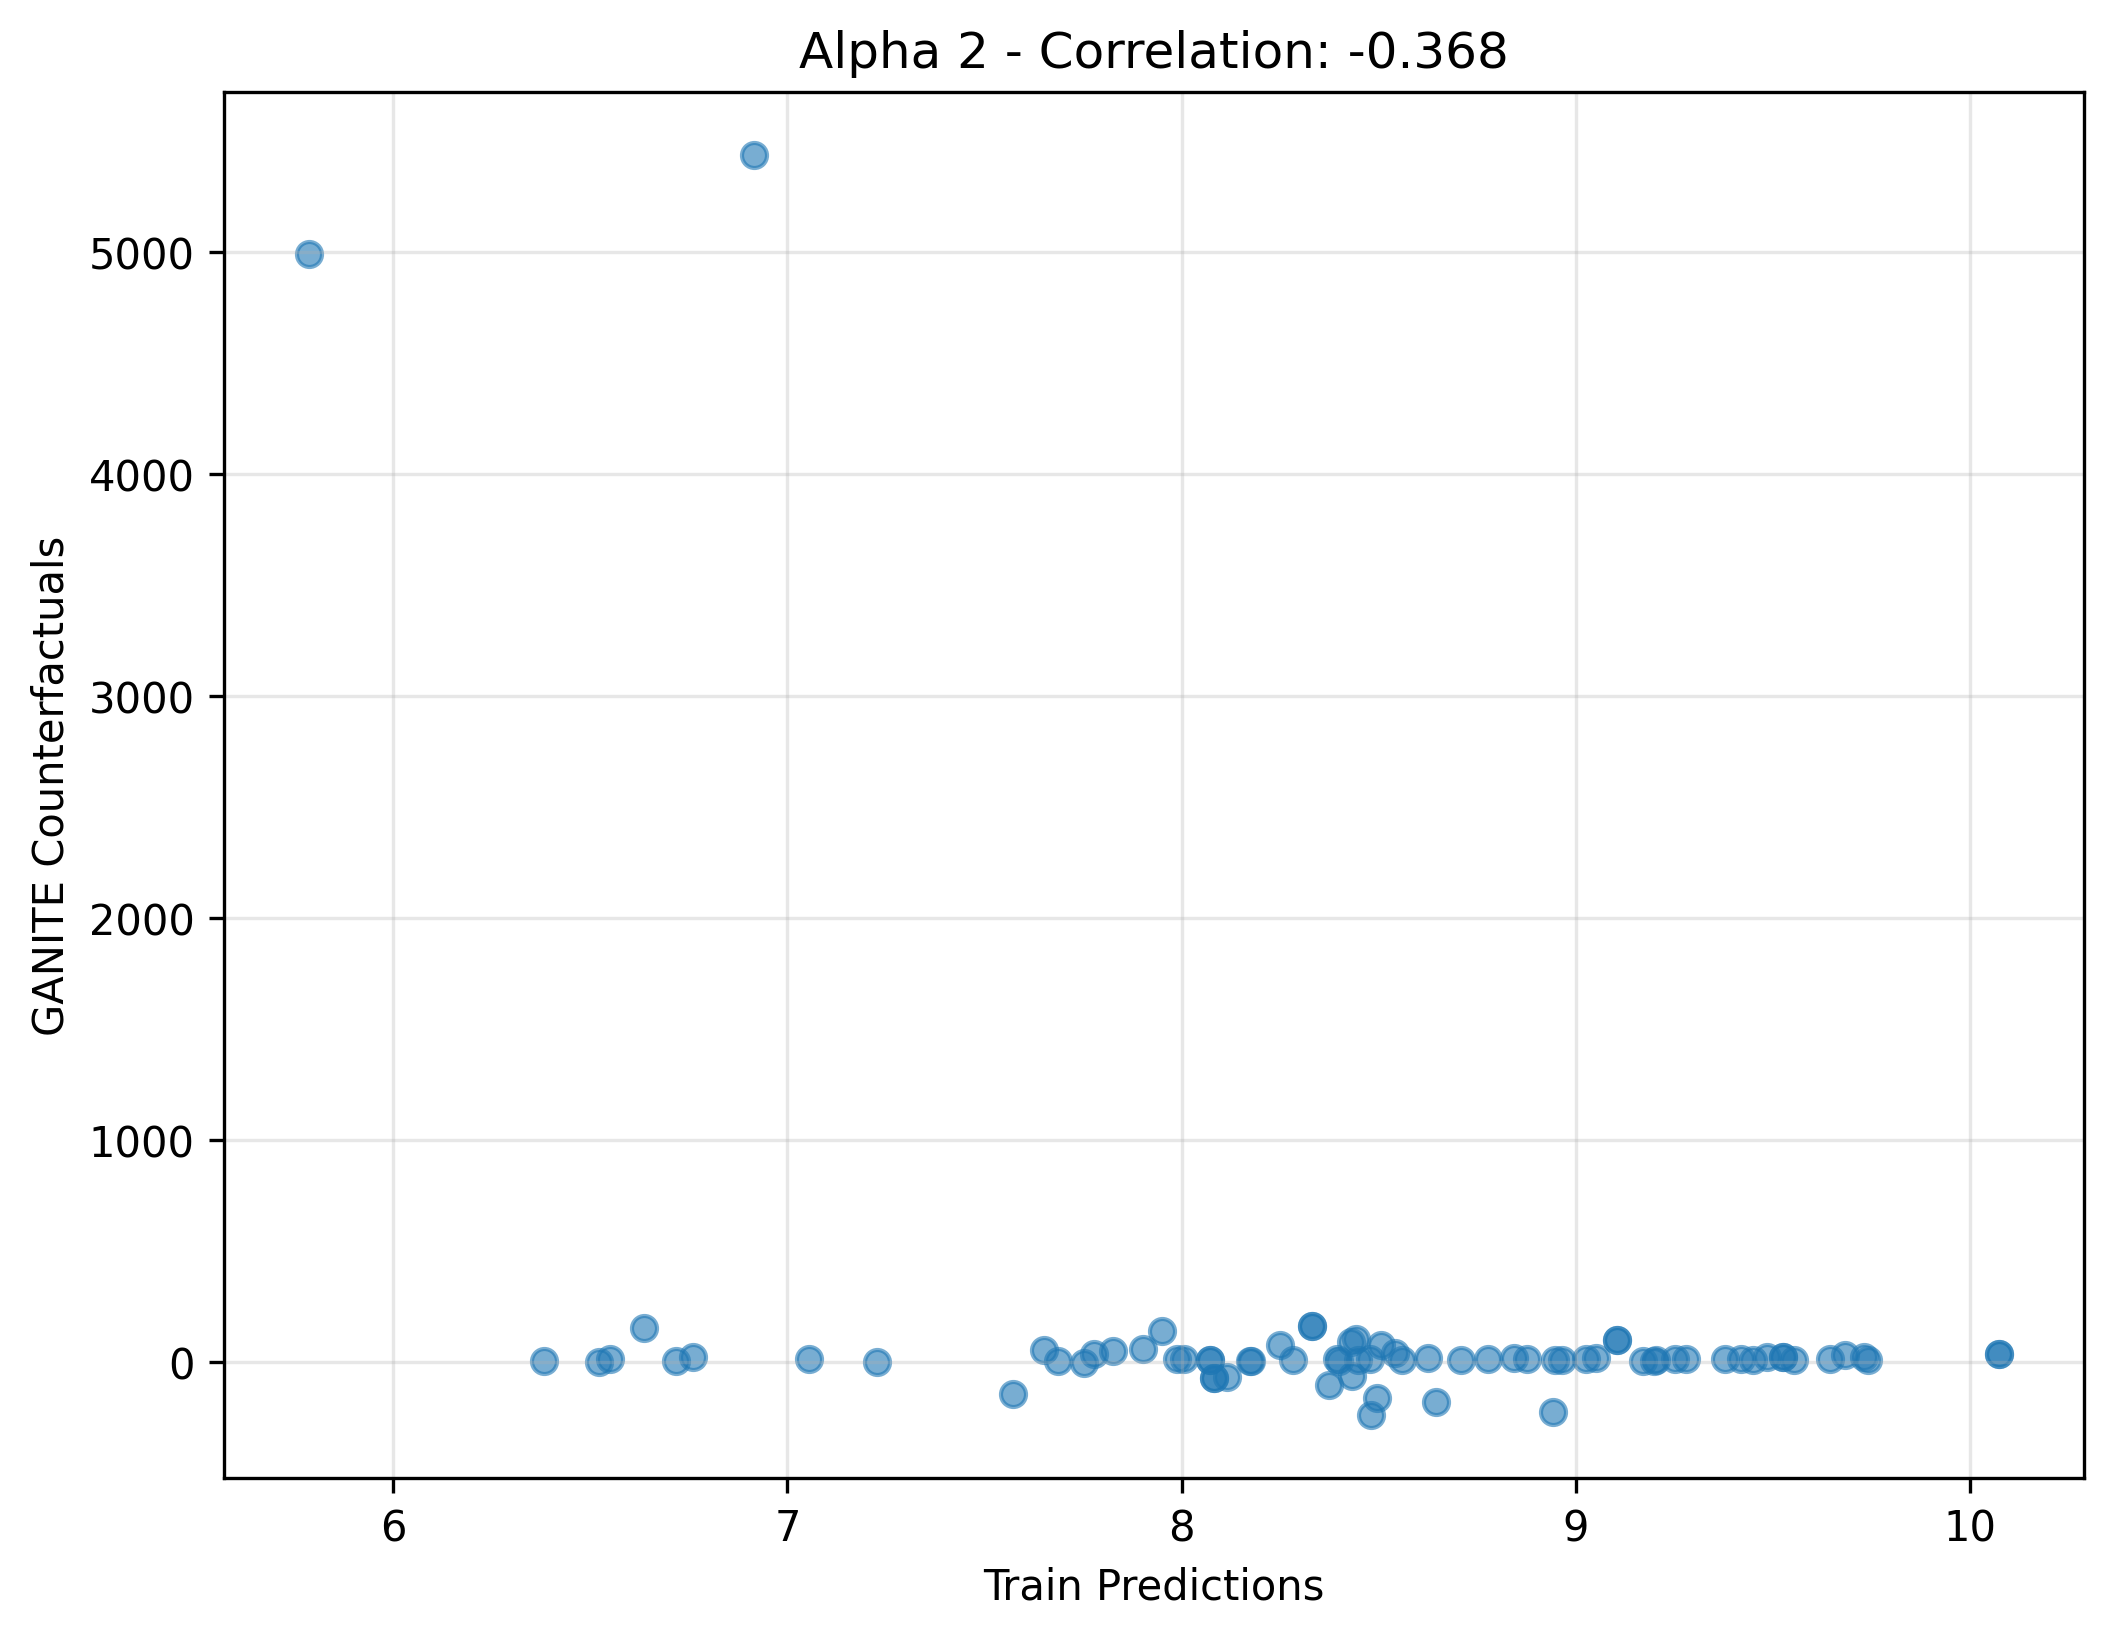 Alpha 2 - Correlation: -0.368
5000
4000
3000
2000
1000
0
GANITE Counterfactuals
6 7 8 9 10
Train Predictions